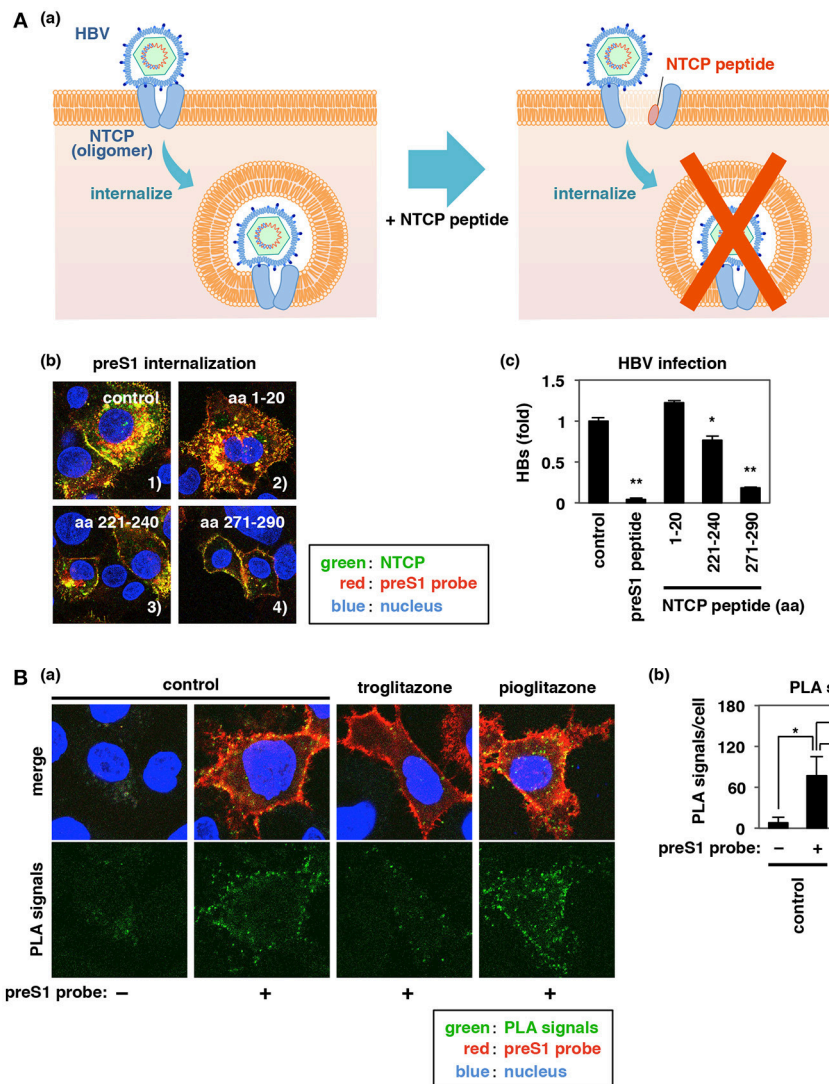 A (a)
HBV
NTCP peptide
NTCP
(oligomer)
internalize
+ NTCP peptide
internalize
(b) preS1 internalization
control
1)
aa 1-20
2)
aa 221-240
3)
aa 271-290
4)
green: NTCP
red: preS1 probe
blue: nucleus
(c) HBV infection
HBs (fold)
1.5
1
0.5
0
*
**
**
control
preS1 peptide
1-20
221-240
271-290
NTCP peptide (aa)
B (a)
control troglitazone pioglitazone
merge
PLA signals
preS1 probe: − + + +
green: PLA signals
red: preS1 probe
blue: nucleus
(b) PLA s
PLA signals/cell
180
120
60
0
*
preS1 probe: − +
control